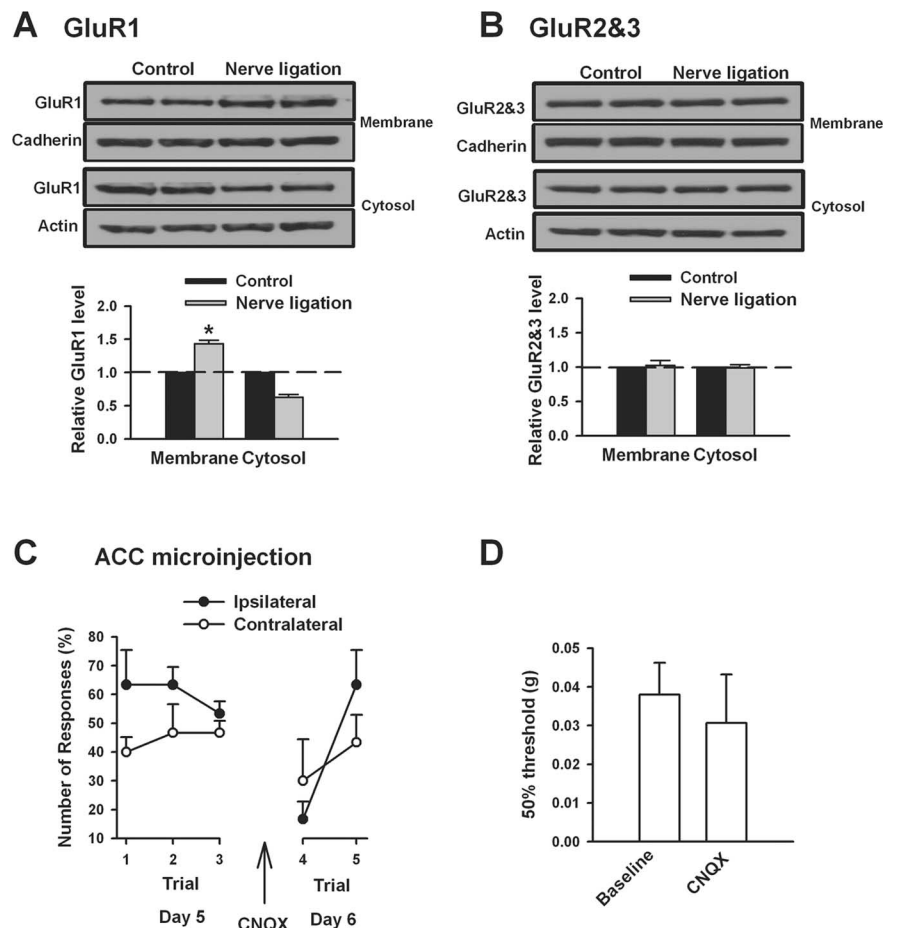 A GluR1
Control Nerve ligation
GluR1
Membrane
Cadherin
GluR1
Cytosol
Actin
Control
Nerve ligation
Relative GluR1 level
2.0
1.5
*
1.0
0.5
0.0
Membrane Cytosol
B GluR2&3
Control Nerve ligation
GluR2&3
Membrane
Cadherin
GluR2&3
Cytosol
Actin
Control
Nerve ligation
Relative GluR2&3 level
2.0
1.5
1.0
0.5
0.0
Membrane Cytosol
C ACC microinjection
Ipsilateral
Contralateral
Number of Responses (%)
80
70
60
50
40
30
20
10
1 2 3 4 5
Trial Trial
Day 5 CNQX Day 6
D
50% threshold (g)
0.05
0.04
0.03
0.02
0.01
0.00
Baseline CNQX